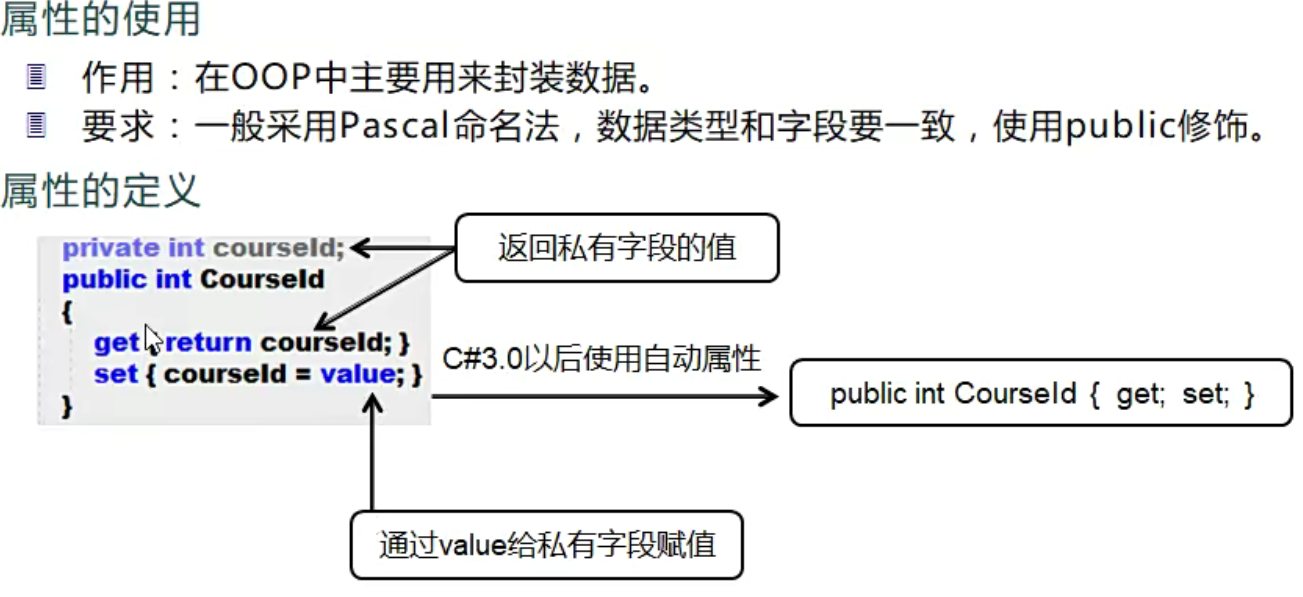 属性的使用
作用：在OOP中主要用来封装数据。
要求：一般采用Pascal命名法，数据类型和字段要一致，使用public修饰。
属性的定义
private int courseId;
返回私有字段的值
public int CourseId
{
get { return courseId; }
set { courseId = value; }
}
C#3.0以后使用自动属性
public int CourseId { get; set; }
通过value给私有字段赋值